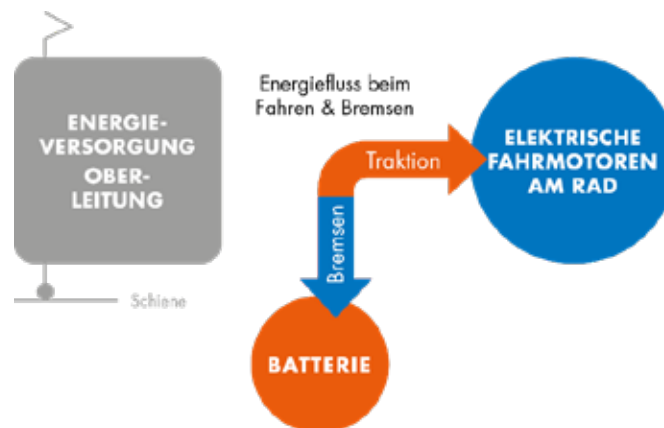 ENERGIE-
VERSORGUNG
OBER-
LEITUNG
Schiene
Energiefluss beim
Fahren & Bremsen
Traktion
Bremsen
ELEKTRISCHE
FAHRMOTOREN
AM RAD
BATTERIE